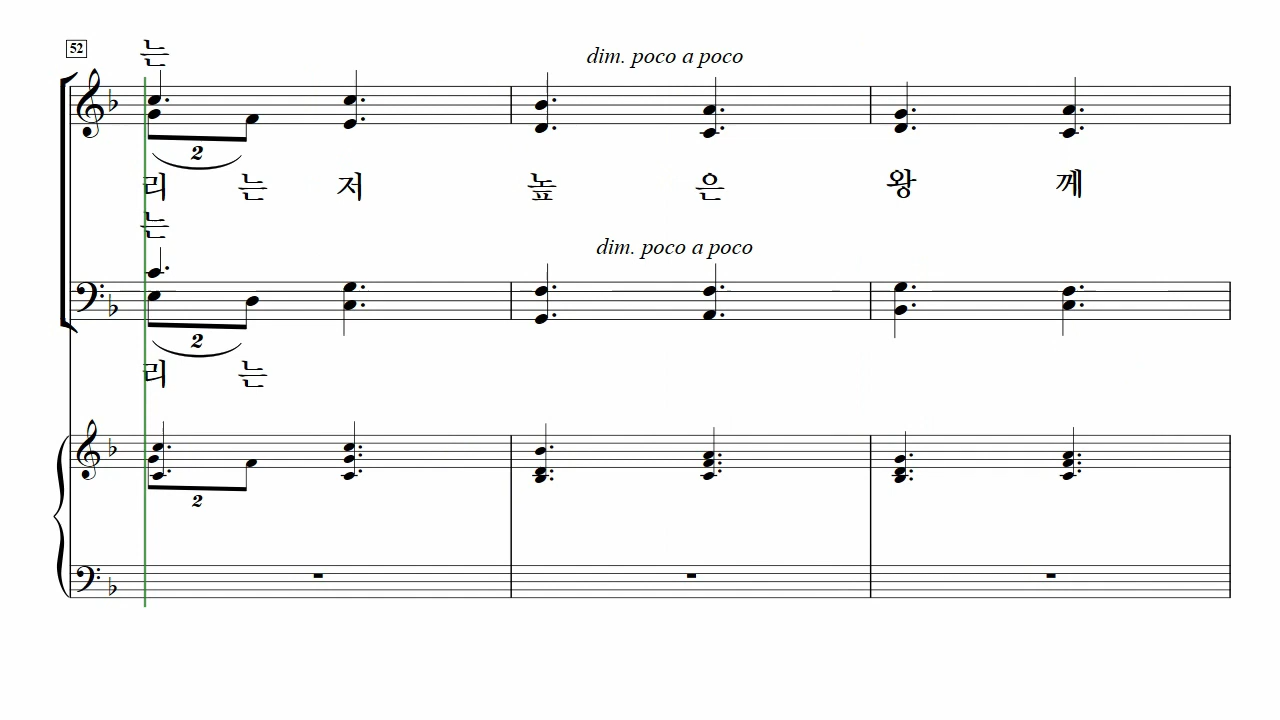 52
는
dim. poco a poco
2
리 는 저 높 은 왕 께
는
dim. poco a poco
2
리 는
2